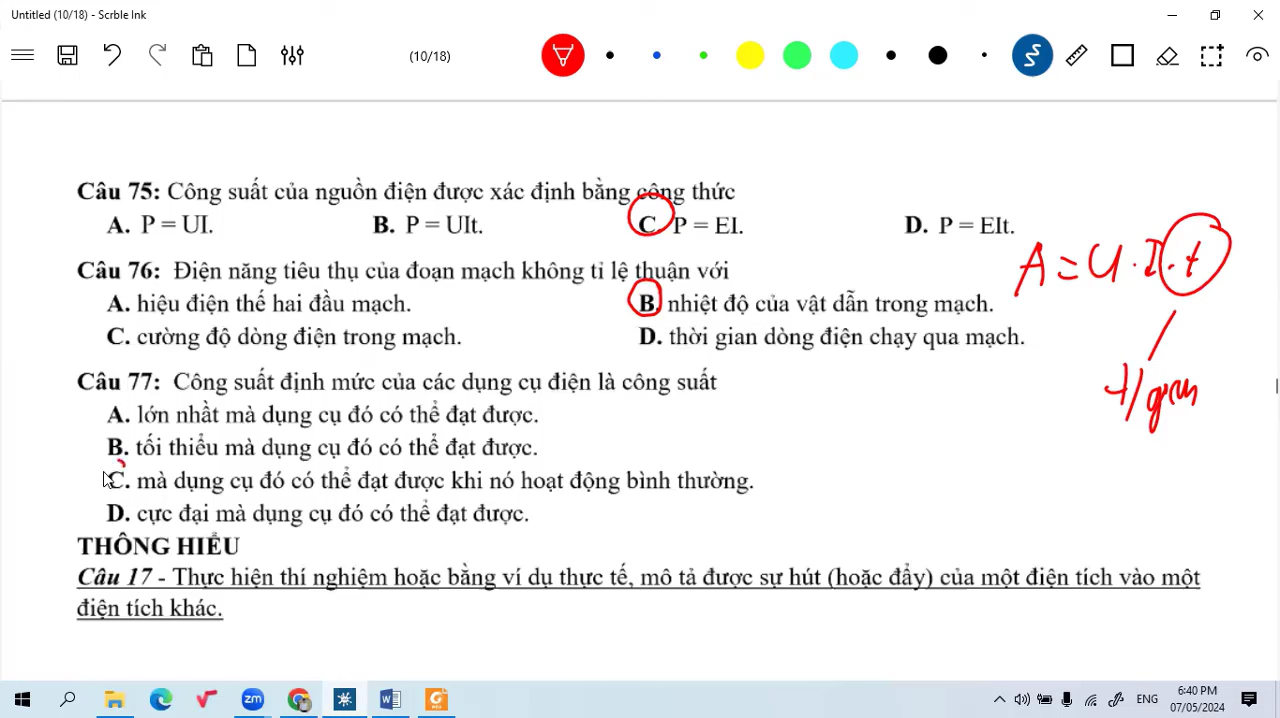 Untitled (10/18) - Scrble Ink
(10/18)
Câu 75: Công suất của nguồn điện được xác định bằng công thức
A. P = UI. B. P = UIt. C. P = EI. D. P = EIt.
A = U . I . t
Câu 76: Điện năng tiêu thụ của đoạn mạch không tỉ lệ thuận với
A. hiệu điện thế hai đầu mạch. B. nhiệt độ của vật dẫn trong mạch.
C. cường độ dòng điện trong mạch. D. thời gian dòng điện chạy qua mạch.
Câu 77: Công suất định mức của các dụng cụ điện là công suất
A. lớn nhất mà dụng cụ đó có thể đạt được.
B. tối thiểu mà dụng cụ đó có thể đạt được.
C. mà dụng cụ đó có thể đạt được khi nó hoạt động bình thường.
D. cực đại mà dụng cụ đó có thể đạt được.
THÔNG HIỂU
Câu 17 - Thực hiện thí nghiệm hoặc bằng ví dụ thực tế, mô tả được sự hút (hoặc đẩy) của một điện tích vào một
điện tích khác.
zm
ENG
6:40 PM
07/05/2024